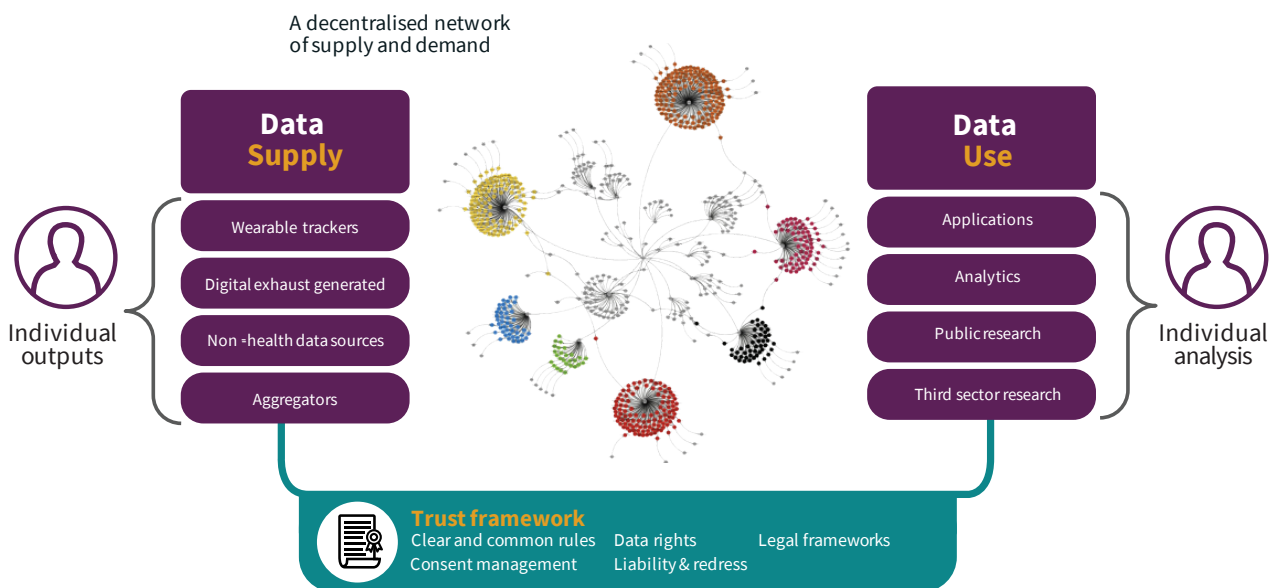 A decentralised network
of supply and demand
Data
Supply
Wearable trackers
Digital exhaust generated
Non -health data sources
Aggregators
Individual
outputs
Data
Use
Applications
Analytics
Public research
Third sector research
Individual
analysis
Trust framework
Clear and common rules Data rights Legal frameworks
Consent management Liability & redress